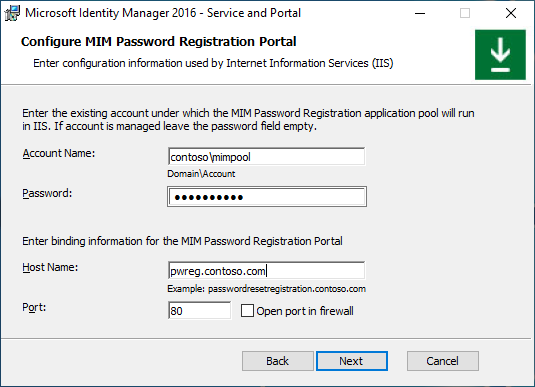 Microsoft Identity Manager 2016 - Service and Portal
Configure MIM Password Registration Portal
Enter configuration information used by Internet Information Services (IIS)
Enter the existing account under which the MIM Password Registration application pool will run
in IIS. If account is managed leave the password field empty.
Account Name:
contoso\mimpool
Domain\Account
Password:
●●●●●●●●●●
Enter binding information for the MIM Password Registration Portal
Host Name:
pwreg.contoso.com
Example: passwordresetregistration.contoso.com
Port:
80
Open port in firewall
Back
Next
Cancel